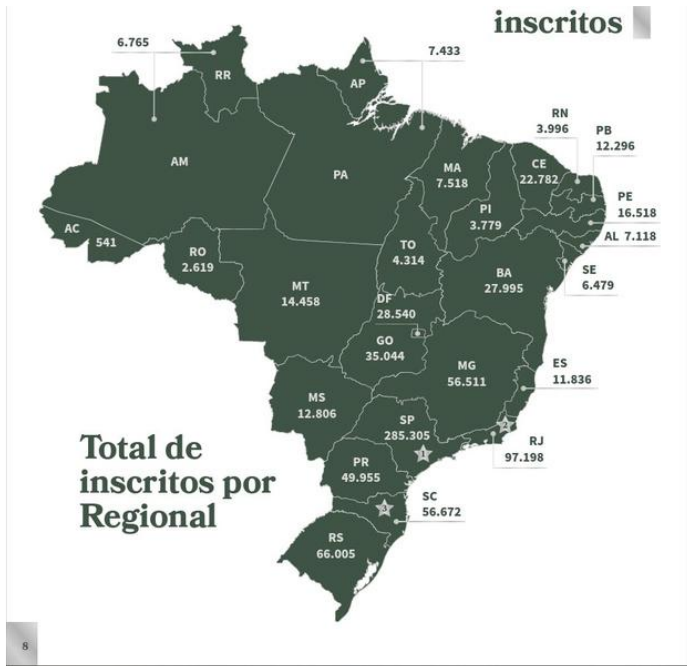 inscritos
6.765
7.433
RR
AP
RN
3.996
PB
12.296
AM
PA
MA
7.518
CE
22.782
PE
16.518
PI
3.779
AC
541
RO
2.619
TO
4.314
AL 7.118
BA
27.995
SE
6.479
MT
14.458
DF
28.540
GO
35.044
MG
56.511
ES
11.836
MS
12.806
SP
285.305
1
2
RJ
97.198
Total de
inscritos por
Regional
PR
49.955
3
SC
56.672
RS
66.005
8